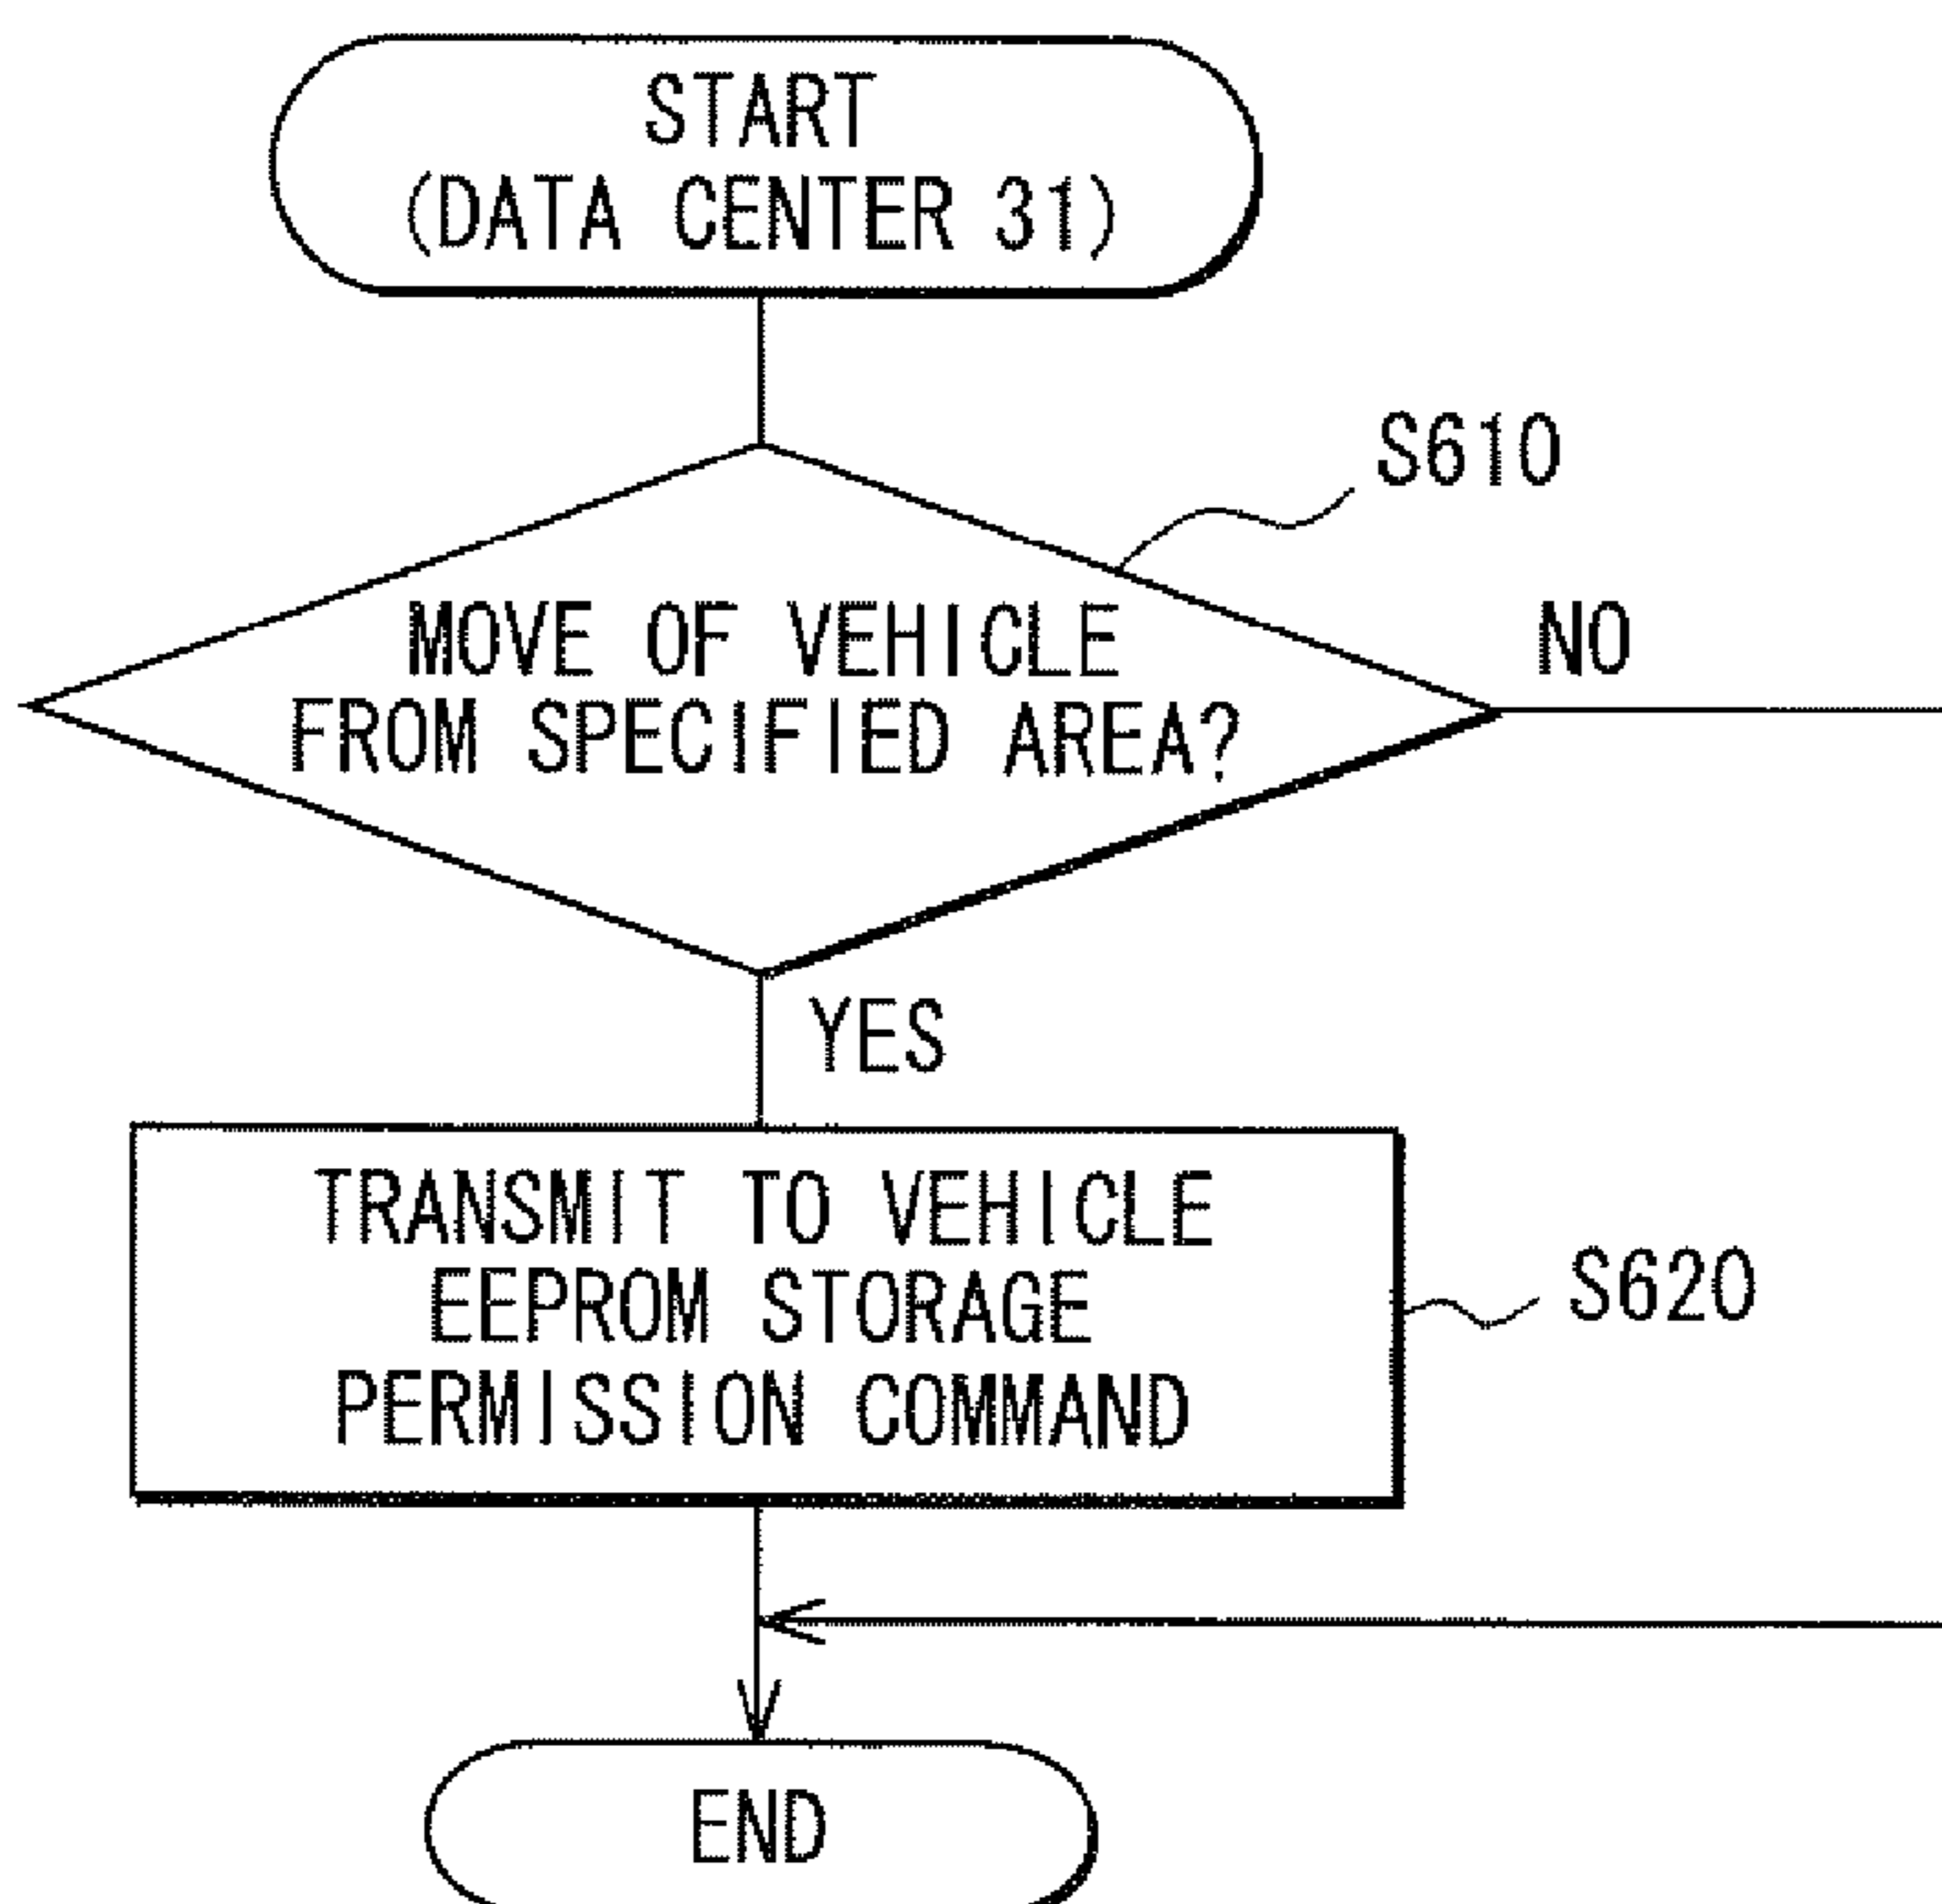 START
(DATA CENTER 31)
S610
MOVE OF VEHICLE
FROM SPECIFIED AREA?
NO
YES
TRANSMIT TO VEHICLE
EEPROM STORAGE
PERMISSION COMMAND
S620
END